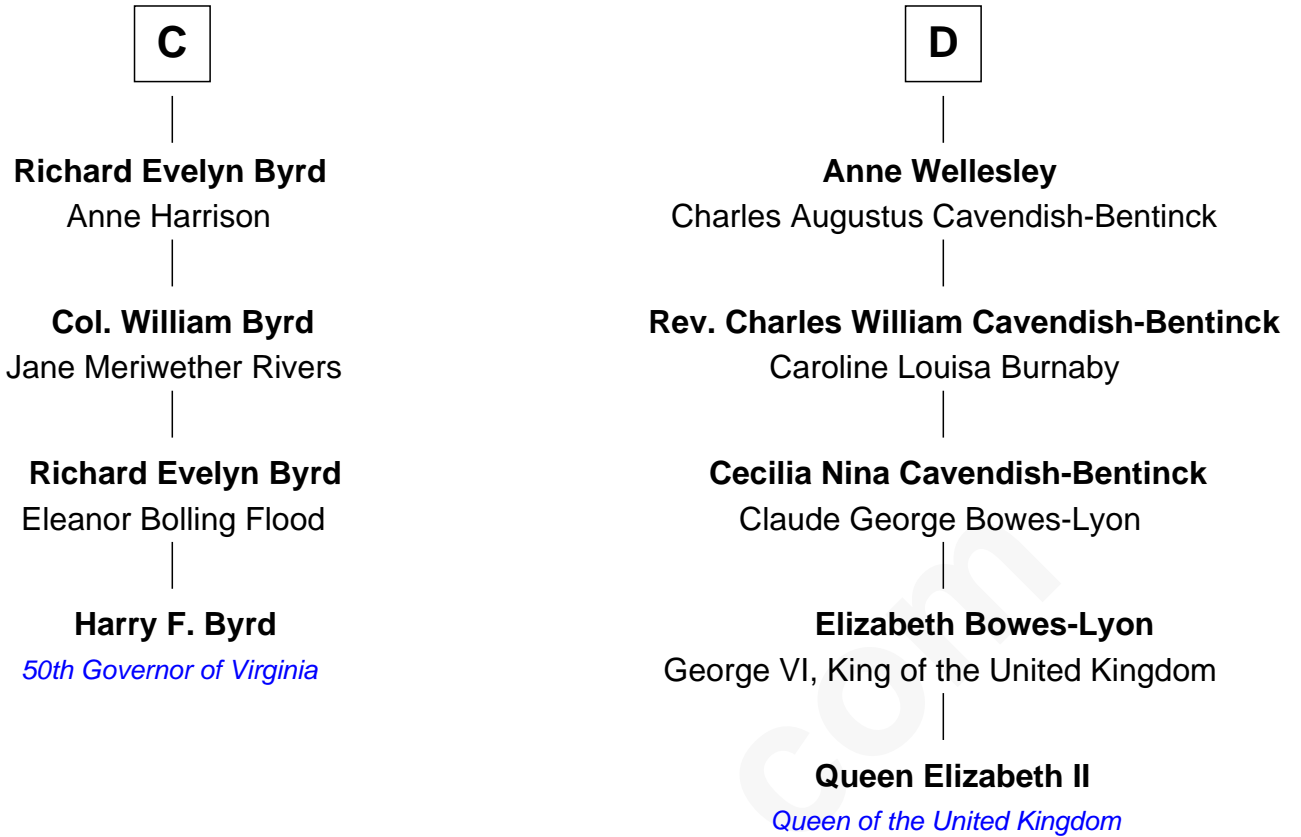 C
D
Richard Evelyn Byrd
Anne Harrison
Anne Wellesley
Charles Augustus Cavendish-Bentinck
Col. William Byrd
Jane Meriwether Rivers
Rev. Charles William Cavendish-Bentinck
Caroline Louisa Burnaby
Richard Evelyn Byrd
Eleanor Bolling Flood
Cecilia Nina Cavendish-Bentinck
Claude George Bowes-Lyon
Harry F. Byrd
50th Governor of Virginia
Elizabeth Bowes-Lyon
George VI, King of the United Kingdom
Queen Elizabeth II
Queen of the United Kingdom
com